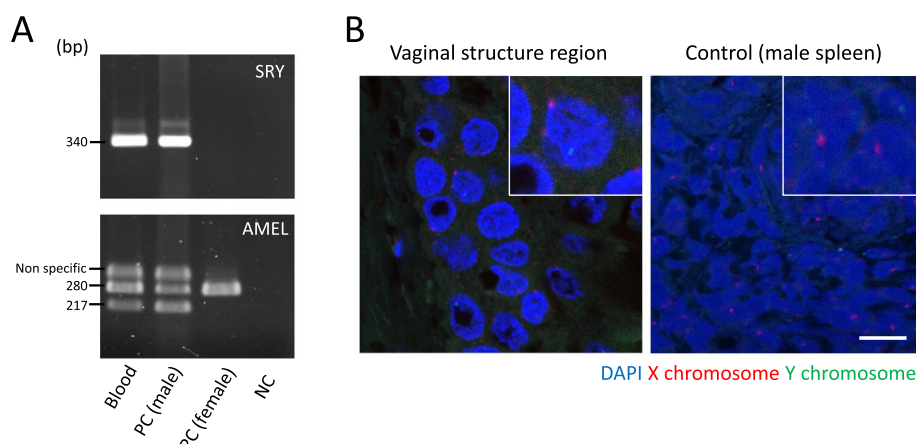 A
(bp)
SRY
340
AMEL
Non specific
280
217
Blood
PC (male)
PC (female)
NC
B
Vaginal structure region
Control (male spleen)
DAPI X chromosome Y chromosome